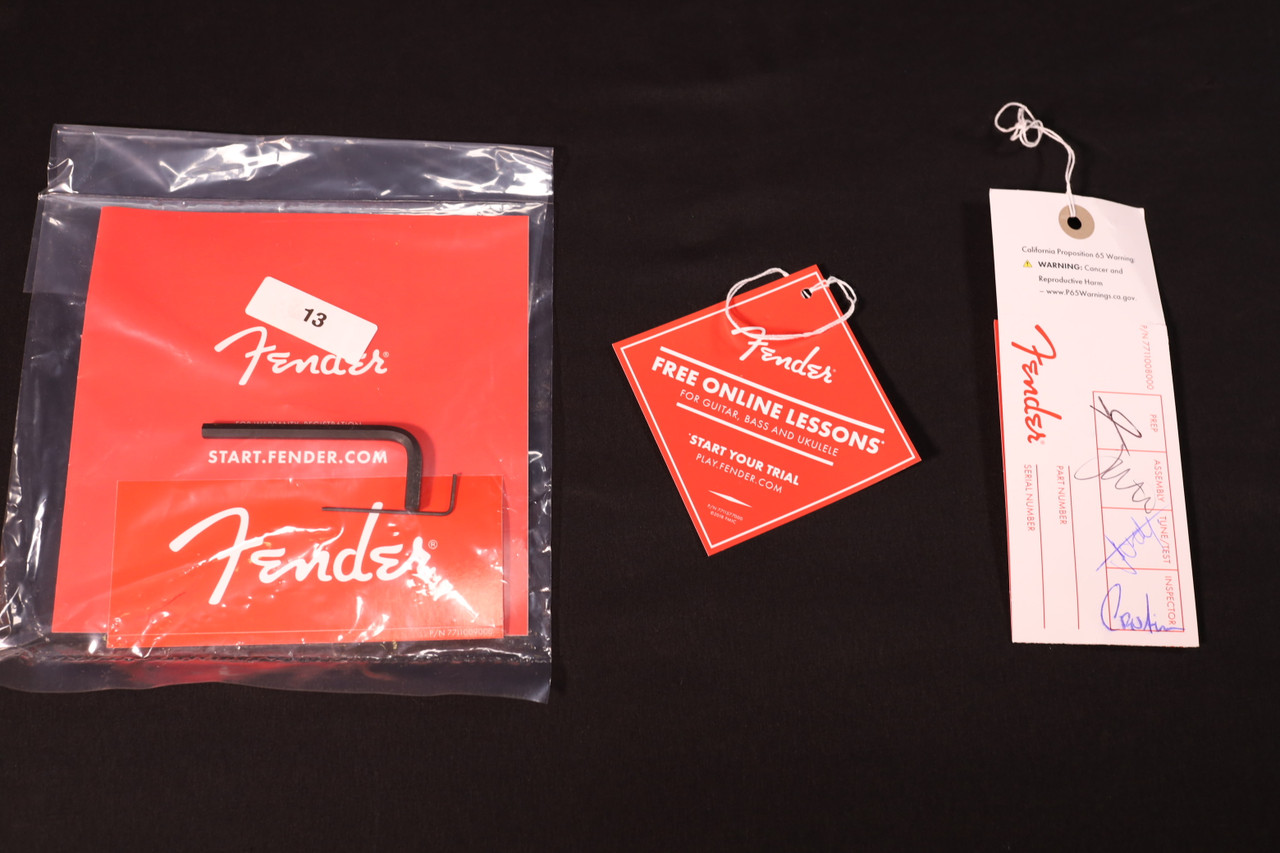 13
Fender®
START.FENDER.COM
Fender®
P/N 7711009000
Fender®
FREE ONLINE LESSONS*
FOR GUITAR, BASS AND UKULELE
*START YOUR TRIAL
PLAY.FENDER.COM
California Proposition 65 Warning:
WARNING: Cancer and
Reproductive Harm
– www.P65Warnings.ca.gov.
P/N 7711008000
Fender®
PREP
ASSEMBLY
TUNE/TEST
INSPECTOR
PART NUMBER
SERIAL NUMBER